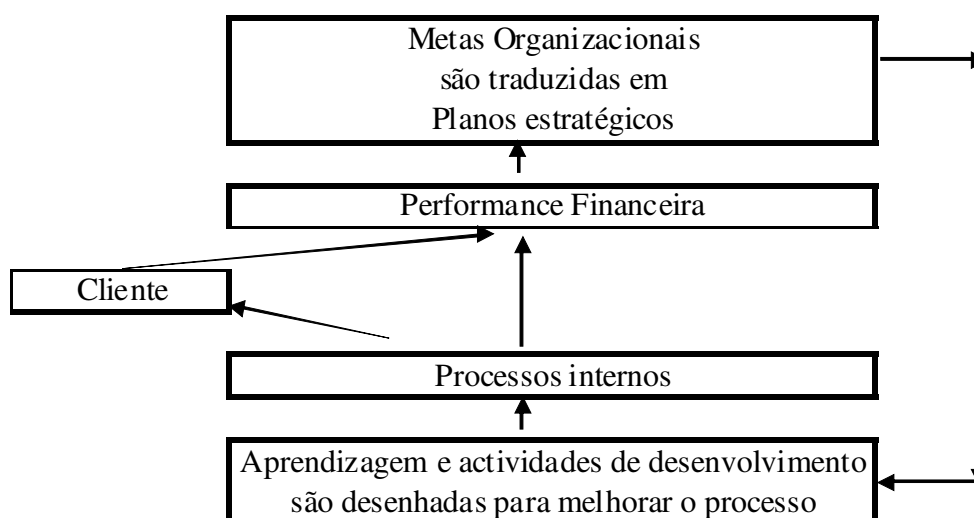 Metas Organizacionais
são traduzidas em
Planos estratégicos
Performance Financeira
Cliente
Processos internos
Aprendizagem e actividades de desenvolvimento
são desenhadas para melhorar o processo